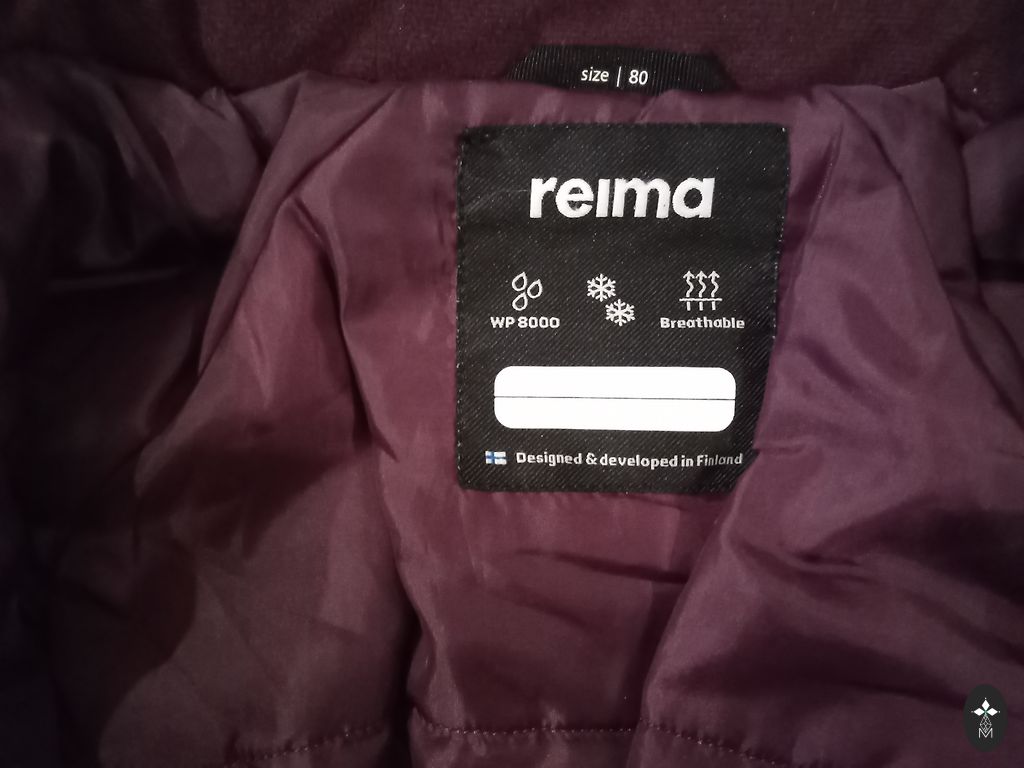 size | 80
reima
WP 8000
Breathable
Designed & developed in Finland